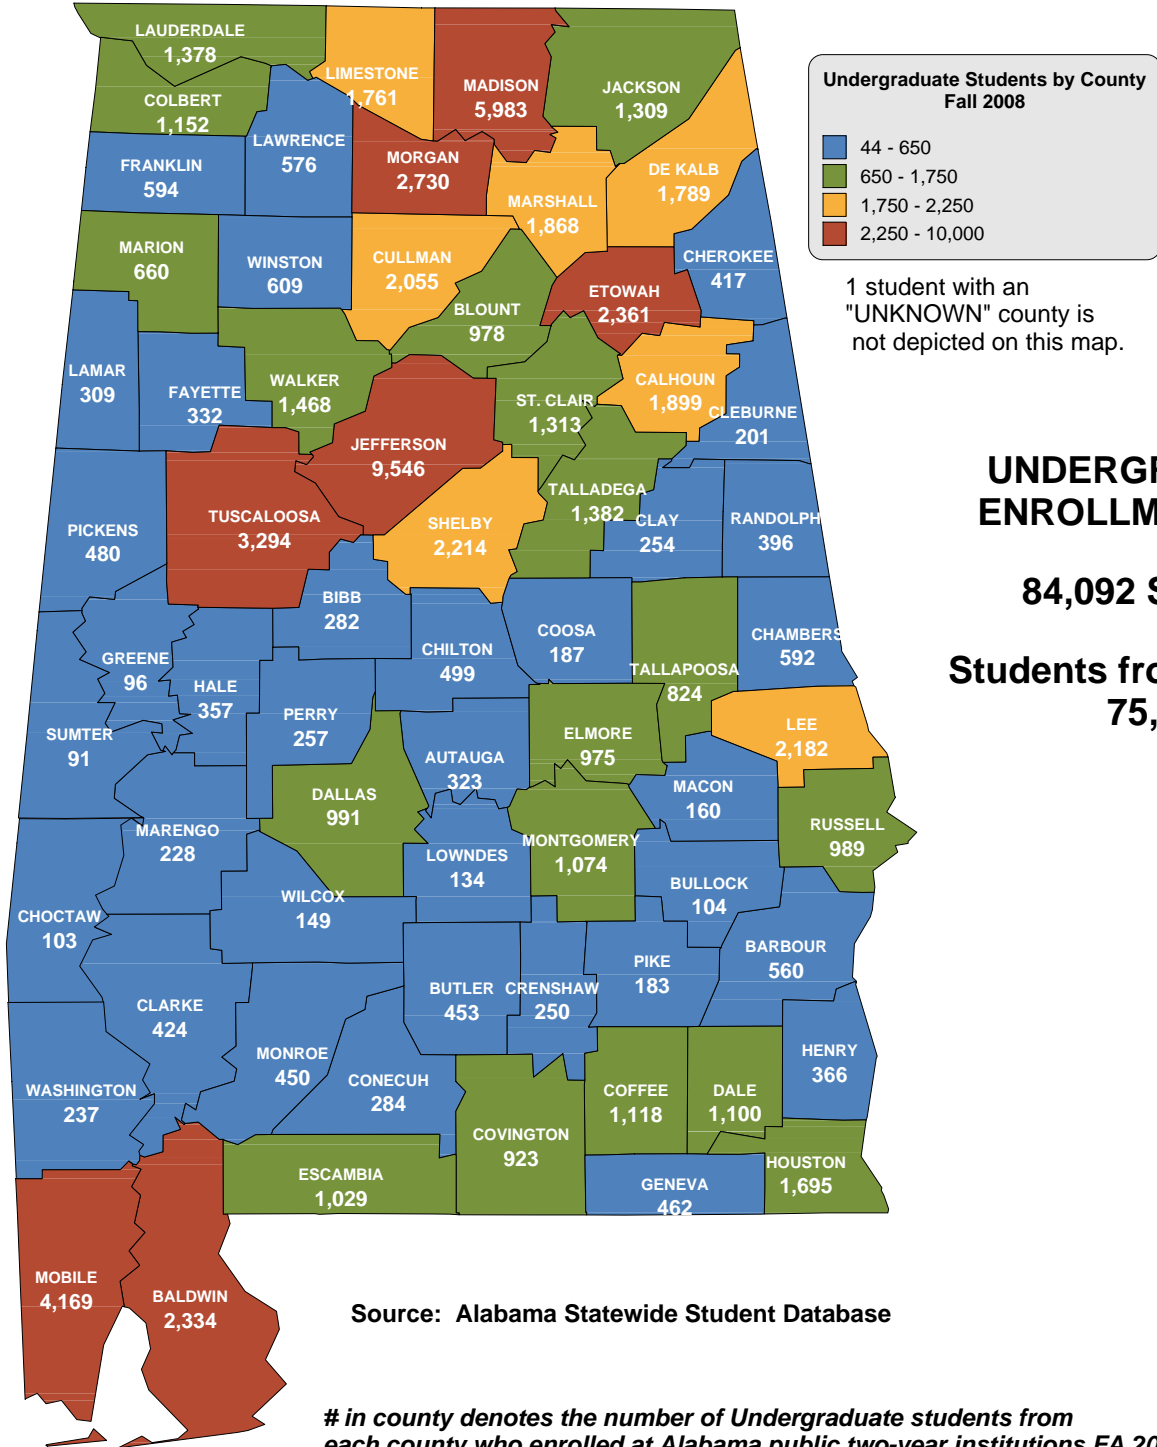 LAUDERDALE
1,378
LIMESTONE
1,761
MADISON
5,983
JACKSON
1,309
COLBERT
1,152
LAWRENCE
576
FRANKLIN
594
MORGAN
2,730
DE KALB
1,789
MARSHALL
1,868
MARION
660
WINSTON
609
CULLMAN
2,055
CHEROKEE
417
ETOWAH
2,361
BLOUNT
978
LAMAR
309
FAYETTE
332
WALKER
1,468
ST. CLAIR
1,313
CALHOUN
1,899
CLEBURNE
201
JEFFERSON
9,546
TALLADEGA
1,382
PICKENS
480
TUSCALOOSA
3,294
SHELBY
2,214
CLAY
254
RANDOLPH
396
BIBB
282
COOSA
187
CHAMBERS
592
GREENE
96
HALE
357
CHILTON
499
TALLAPOOSA
824
SUMTER
91
PERRY
257
AUTAUGA
323
ELMORE
975
LEE
2,182
DALLAS
991
MACON
160
MARENGO
228
LOWNDES
134
MONTGOMERY
1,074
RUSSELL
989
CHOCTAW
103
WILCOX
149
BULLOCK
104
BARBOUR
560
CLARKE
424
BUTLER
453
CRENSHAW
250
PIKE
183
HENRY
366
WASHINGTON
237
MONROE
450
CONECUH
284
COFFEE
1,118
DALE
1,100
COVINGTON
923
ESCAMBIA
1,029
GENEVA
462
HOUSTON
1,695
MOBILE
4,169
BALDWIN
2,334
Undergraduate Students by County
Fall 2008
44 - 650
650 - 1,750
1,750 - 2,250
2,250 - 10,000
1 student with an
"UNKNOWN" county is
not depicted on this map.
84,092
Students
Source: Alabama Statewide Student Database
# in county denotes the number of Undergraduate students from
each county who enrolled at Alabama public two-year institutions FA